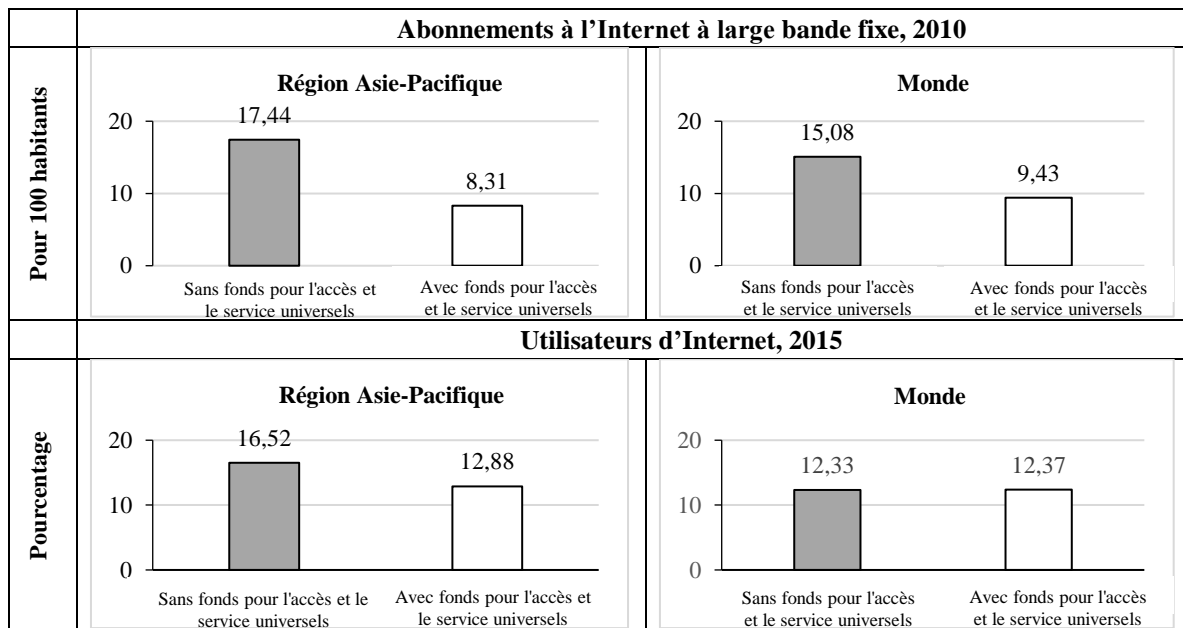 Abonnements à l’Internet à large bande fixe, 2010
Pour 100 habitants
Région Asie-Pacifique
17,44
20
8,31
10
0
Sans fonds pour l'accès et
le service universels
Avec fonds pour l'accès
et le service universels
Monde
20
15,08
9,43
10
0
Sans fonds pour l'accès
et le service universels
Avec fonds pour l'accès
et le service universels
Utilisateurs d’Internet, 2015
Pourcentage
Région Asie-Pacifique
16,52
20
12,88
10
0
Sans fonds pour l'accès et le
service universels
Avec fonds pour l'accès et
le service universels
Monde
20
12,33
12,37
10
0
Sans fonds pour l'accès
et le service universels
Avec fonds pour l'accès
et le service universels